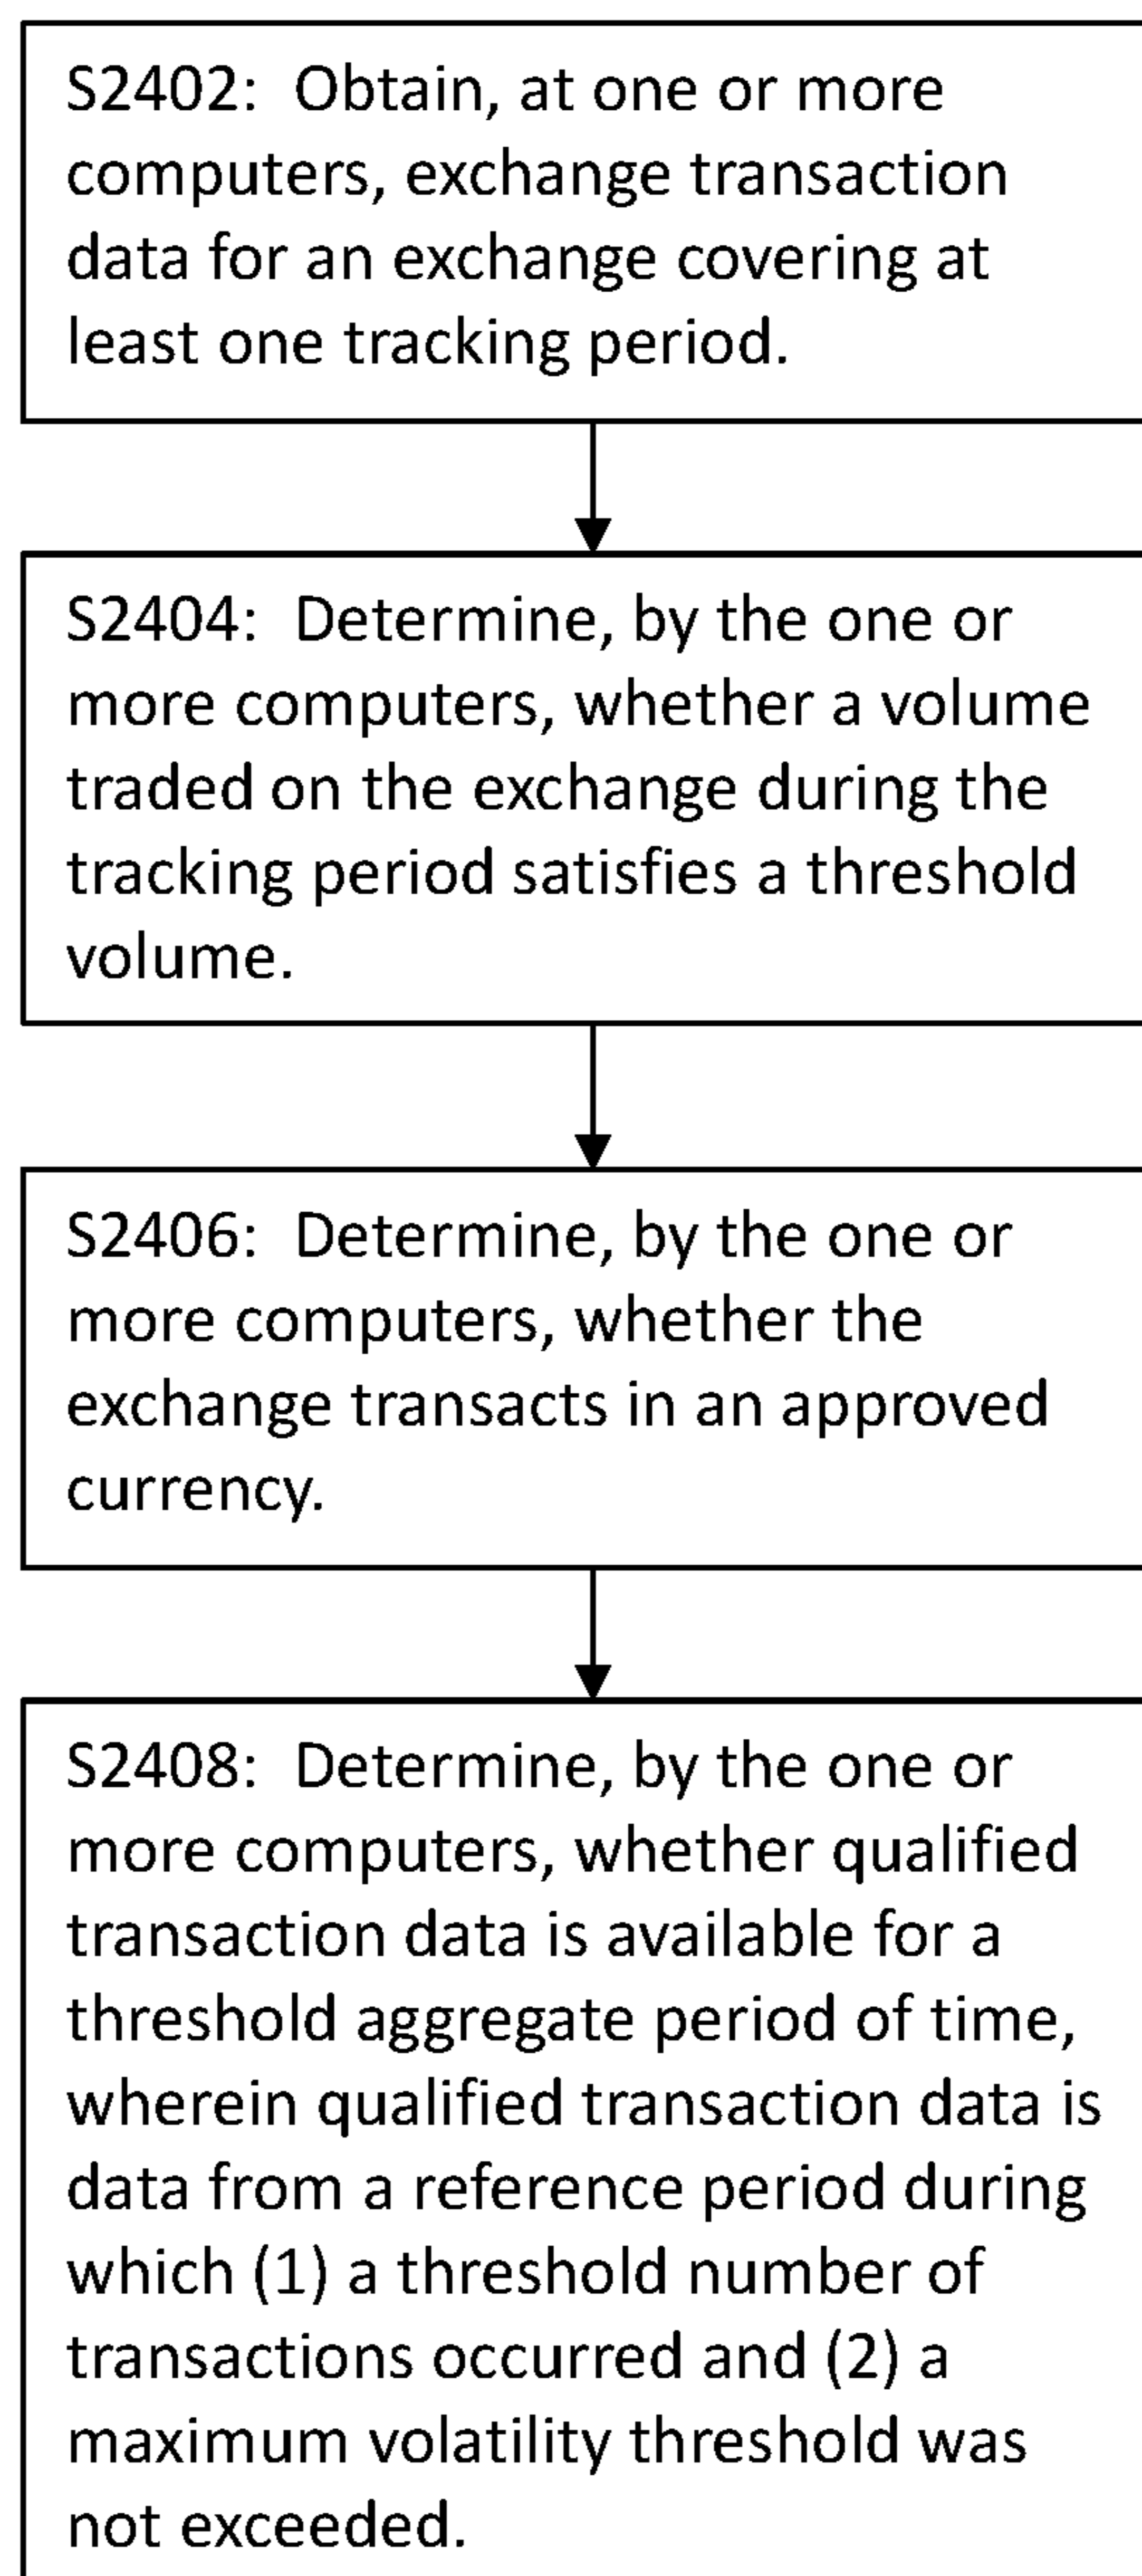 S2402:  Obtain, at one or more
computers, exchange transaction
data for an exchange covering at
least one tracking period.
S2404:  Determine, by the one or
more computers, whether a volume
traded on the exchange during the
tracking period satisfies a threshold
volume.
S2406:  Determine, by the one or
more computers, whether the
exchange transacts in an approved
currency.
S2408:  Determine, by the one or
more computers, whether qualified
transaction data is available for a
threshold aggregate period of time,
wherein qualified transaction data is
data from a reference period during
which (1) a threshold number of
transactions occurred and (2) a
maximum volatility threshold was
not exceeded.